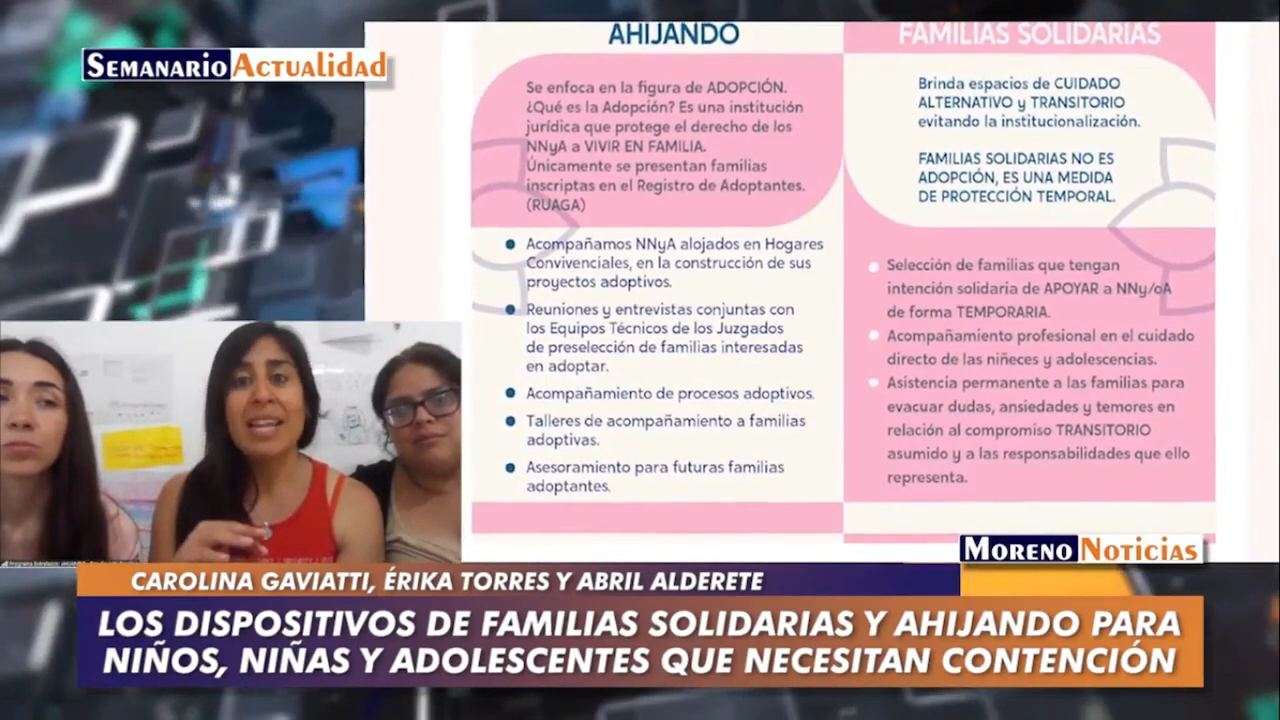 SEMANARIO ACTUALIDAD
AHIJANDO
Se enfoca en la figura de ADOPCIÓN.
¿Qué es la Adopción? Es una institución
jurídica que protege el derecho de los
NNyA a VIVIR EN FAMILIA.
Únicamente se presentan familias
inscriptas en el Registro de Adoptantes.
(RUAGA)
Acompañamos NNyA alojados en Hogares
Convivenciales, en la construcción de sus
proyectos adoptivos.
Reuniones y entrevistas conjuntas con
los Equipos Técnicos de los Juzgados
de preselección de familias interesadas
en adoptar.
Acompañamiento de procesos adoptivos.
Talleres de acompañamiento a familias
adoptivas.
Asesoramiento para futuras familias
adoptantes.
FAMILIAS SOLIDARIAS
Brinda espacios de CUIDADO
ALTERNATIVO y TRANSITORIO
evitando la institucionalización.
FAMILIAS SOLIDARIAS NO ES
ADOPCIÓN, ES UNA MEDIDA
DE PROTECCIÓN TEMPORAL.
Selección de familias que tengan
intención solidaria de APOYAR a NNy/oA
de forma TEMPORARIA.
Acompañamiento profesional en el cuidado
directo de las niñeces y adolescencias.
Asistencia permanente a las familias para
evacuar dudas, ansiedades y temores en
relación al compromiso TRANSITORIO
asumido y a las responsabilidades que ello
representa.
MORENO NOTICIAS
CAROLINA GAVIATTI, ÉRIKA TORRES Y ABRIL ALDERETE
LOS DISPOSITIVOS DE FAMILIAS SOLIDARIAS Y AHIJANDO PARA
NIÑOS, NIÑAS Y ADOLESCENTES QUE NECESITAN CONTENCIÓN